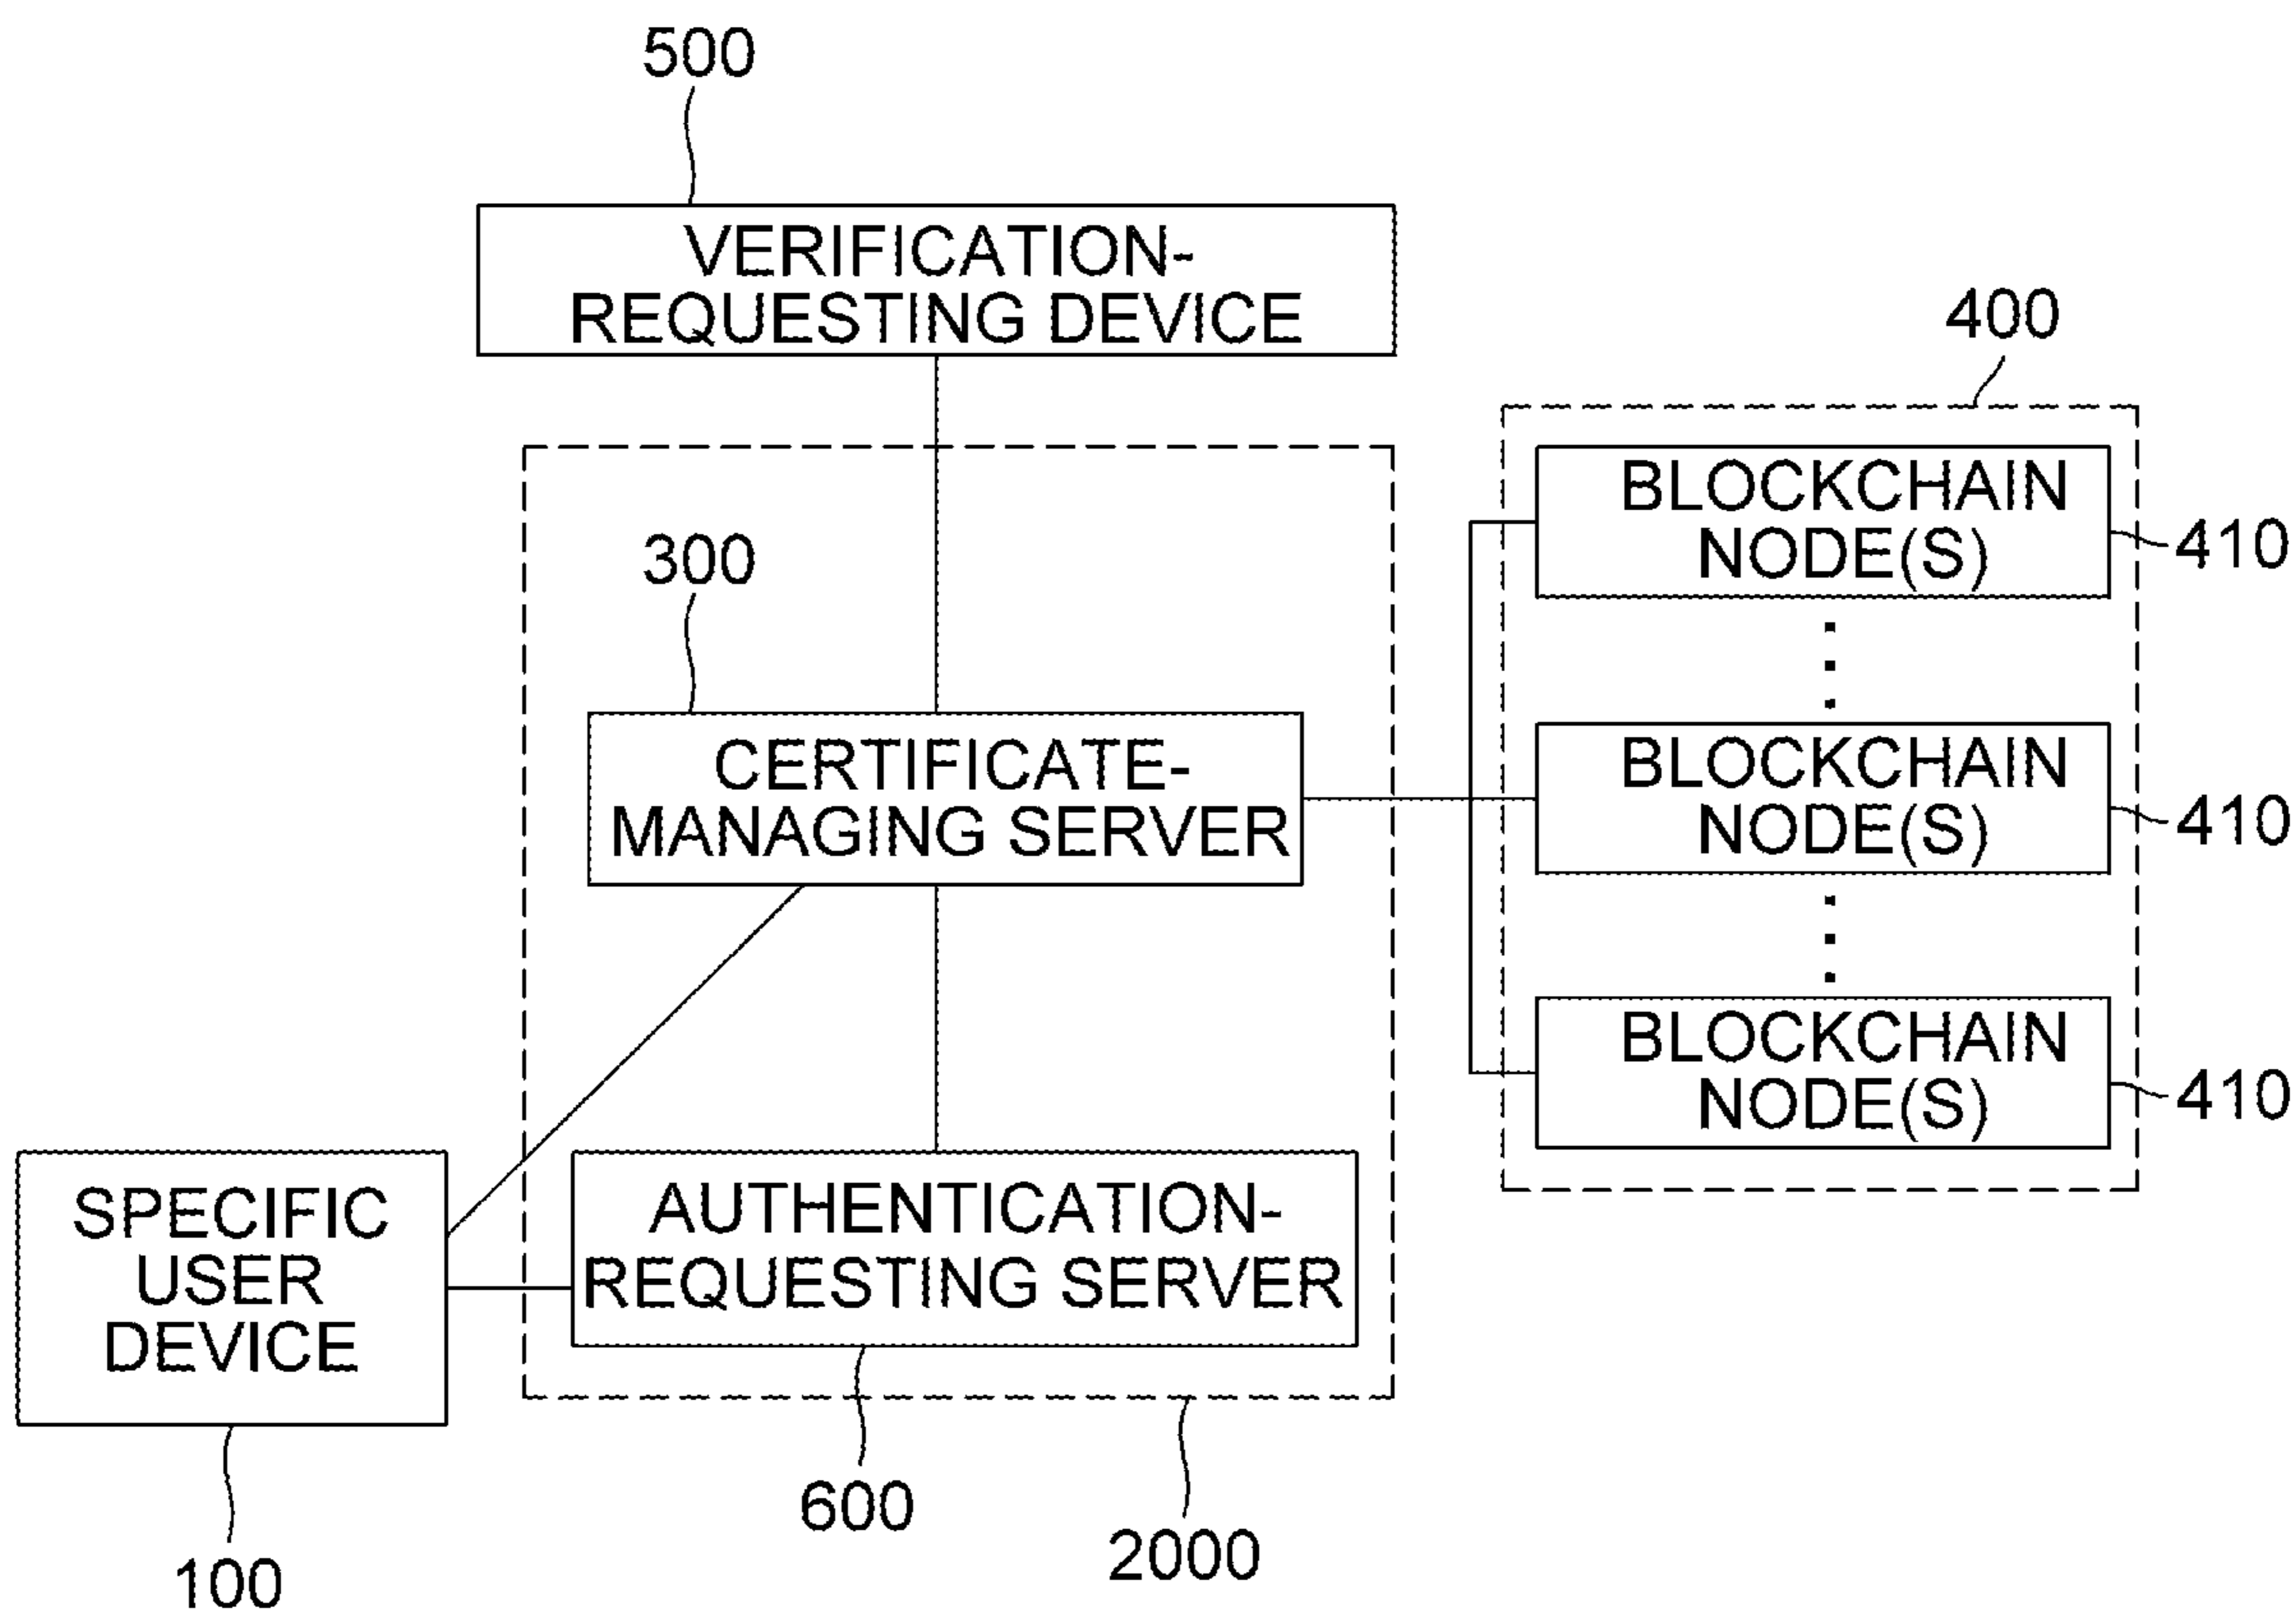 500
VERIFICATION-
REQUESTING DEVICE
400
BLOCKCHAIN
NODE(S)
410
300
CERTIFICATE-
MANAGING SERVER
BLOCKCHAIN
NODE(S)
410
BLOCKCHAIN
NODE(S)
410
SPECIFIC
USER
DEVICE
AUTHENTICATION-
REQUESTING SERVER
600
2000
100